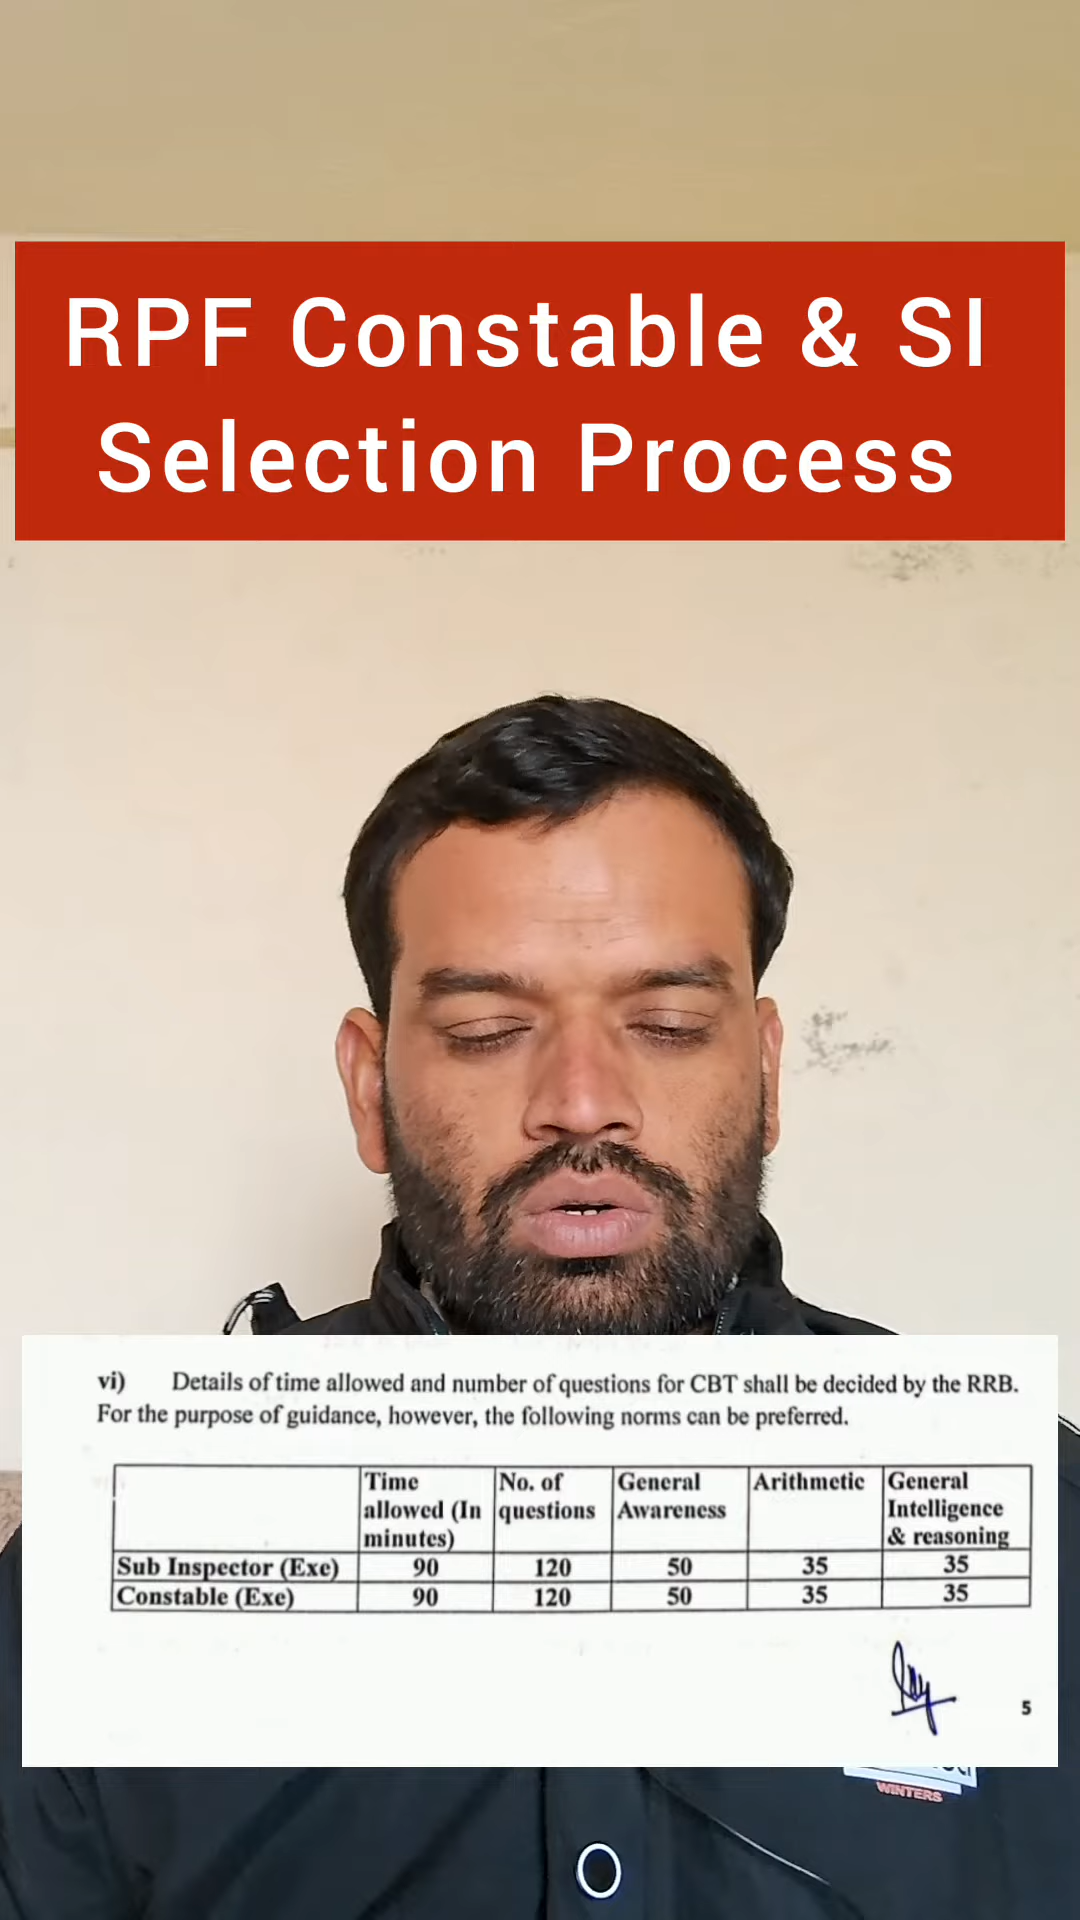 RPF Constable & SI
Selection Process
vi) Details of time allowed and number of questions for CBT shall be decided by the RRB.
For the purpose of guidance, however, the following norms can be preferred.
Time allowed (In minutes) No. of questions General Awareness Arithmetic General Intelligence & reasoning
Sub Inspector (Exe) 90 120 50 35 35
Constable (Exe) 90 120 50 35 35
5
WINTERS